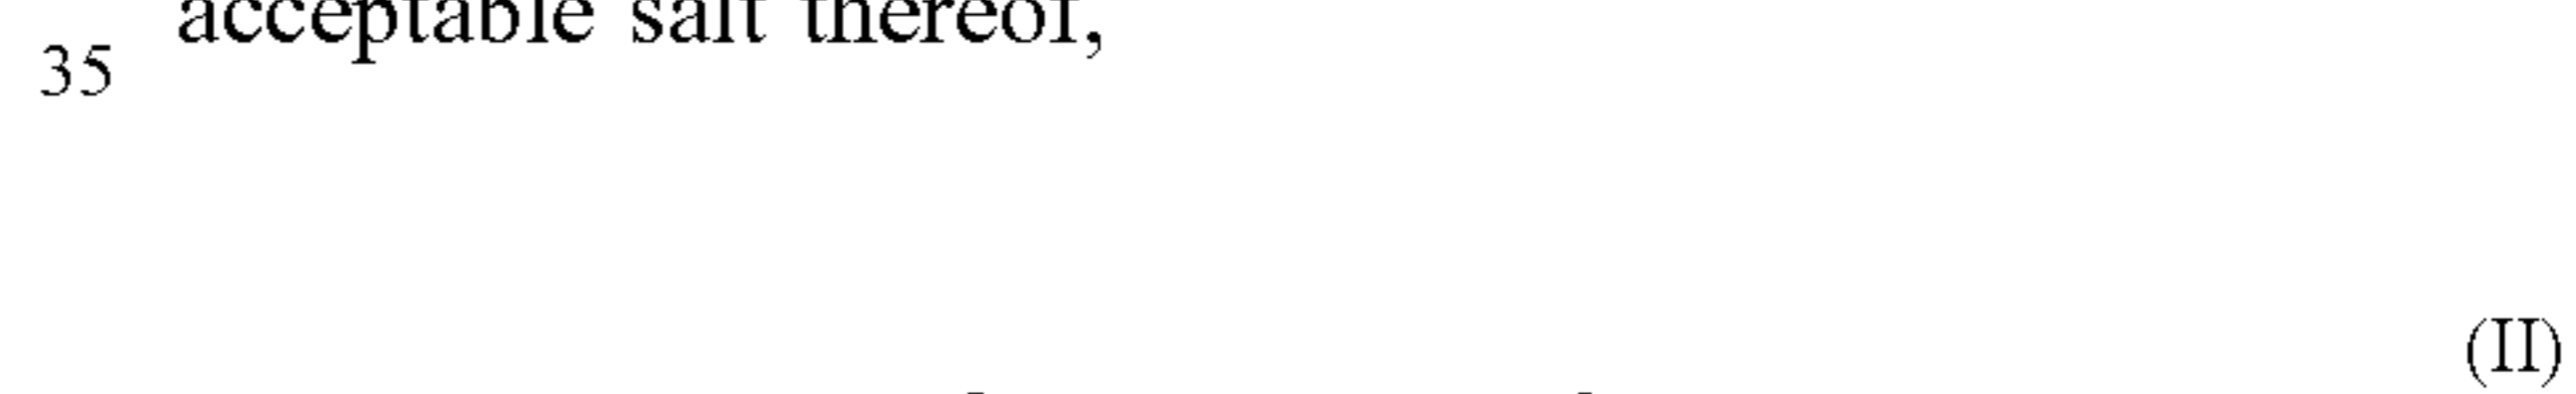 acceptable salt thereof,
35
(II)